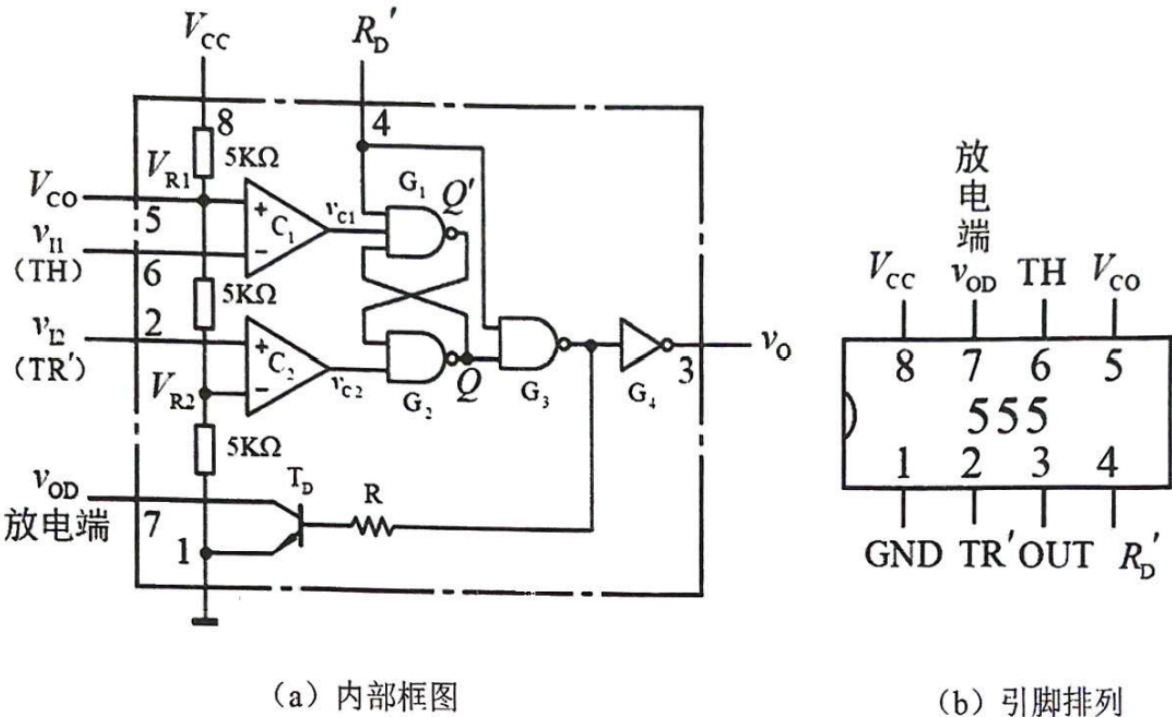 V_CC
R_D'
8
4
5KΩ
V_R1
V_CO
5
+
C_1
−
v_C1
G_1
Q'
v_I1
(TH)
6
5KΩ
2
v_I2
(TR')
+
C_2
−
v_C2
G_2
Q
G_3
G_4
3
v_O
V_R2
5KΩ
v_OD
放电端
7
T_D
R
1
(a) 内部框图
放电端
V_CC
v_OD
TH
V_CO
8 7 6 5
555
1 2 3 4
GND TR' OUT R_D'
(b) 引脚排列